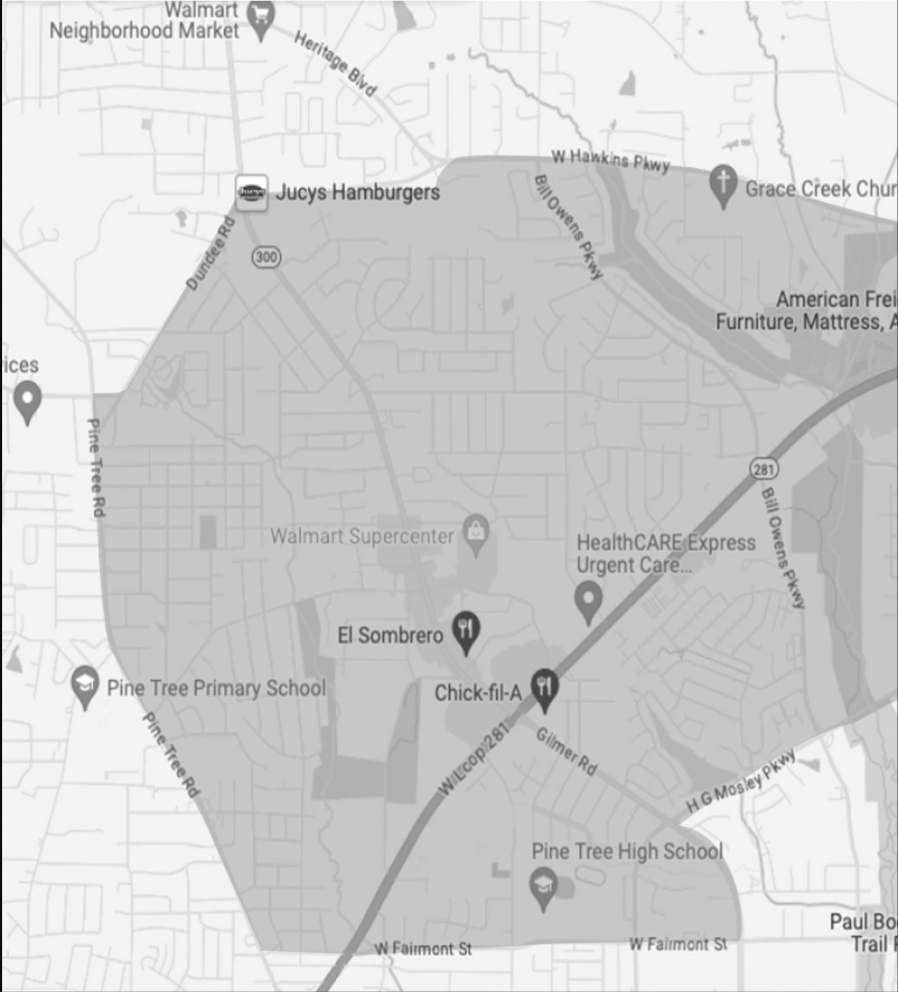 Walmart
Neighborhood Market
Heritage Blvd
W Hawkins Pkwy
Jucys Hamburgers
Bill Owens Pkwy
Grace Creek Chur
Dundee Rd
300
American Frei
Furniture, Mattress, A
ices
Pine Tree Rd
281
Bill Owens Pkwy
Walmart Supercenter
HealthCARE Express
Urgent Care...
El Sombrero
Pine Tree Primary School
Chick-fil-A
Pine Tree Rd
W Loop 281
Gilmer Rd
H G Mosley Pkwy
Pine Tree High School
Paul Bo
Trail
W Fairmont St
W Fairmont St